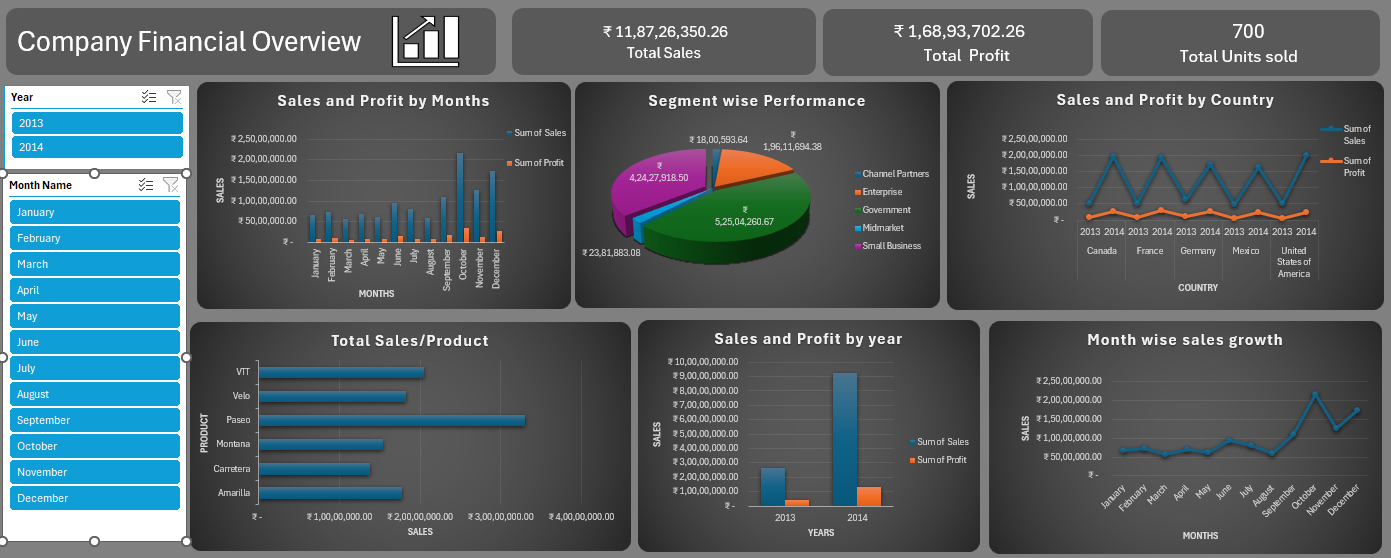 Company Financial Overview
₹ 11,87,26,350.26
Total Sales
₹ 1,68,93,702.26
Total Profit
700
Total Units sold
Year
2013
2014
Month Name
January
February
March
April
May
June
July
August
September
October
November
December
Sales and Profit by Months
SALES
₹ 2,50,00,000.00
₹ 2,00,00,000.00
₹ 1,50,00,000.00
₹ 1,00,00,000.00
₹ 50,00,000.00
₹ -
January
February
March
April
May
June
July
August
September
October
November
December
MONTHS
Sum of Sales
Sum of Profit
Segment wise Performance
₹ 18,00,593.64
₹
1,96,11,694.38
₹
4,24,27,918.50
₹
5,25,04,260.67
₹ 23,81,883.08
Channel Partners
Enterprise
Government
Midmarket
Small Business
Sales and Profit by Country
SALES
₹ 2,50,00,000.00
₹ 2,00,00,000.00
₹ 1,50,00,000.00
₹ 1,00,00,000.00
₹ 50,00,000.00
₹ -
2013 2014 2013 2014 2013 2014 2013 2014 2013 2014
Canada France Germany Mexico United
States of
America
COUNTRY
Sum of
Sales
Sum of
Profit
Total Sales/Product
PRODUCT
VTT
Velo
Paseo
Montana
Carretera
Amarilla
₹ - ₹ 1,00,00,000.00 ₹ 2,00,00,000.00 ₹ 3,00,00,000.00 ₹ 4,00,00,000.00
SALES
Sales and Profit by year
SALES
₹ 10,00,00,000.00
₹ 9,00,00,000.00
₹ 8,00,00,000.00
₹ 7,00,00,000.00
₹ 6,00,00,000.00
₹ 5,00,00,000.00
₹ 4,00,00,000.00
₹ 3,00,00,000.00
₹ 2,00,00,000.00
₹ 1,00,00,000.00
₹ -
2013 2014
YEARS
Sum of Sales
Sum of Profit
Month wise sales growth
SALES
₹ 2,50,00,000.00
₹ 2,00,00,000.00
₹ 1,50,00,000.00
₹ 1,00,00,000.00
₹ 50,00,000.00
₹ -
January
February
March
April
May
June
July
August
September
October
November
December
MONTHS